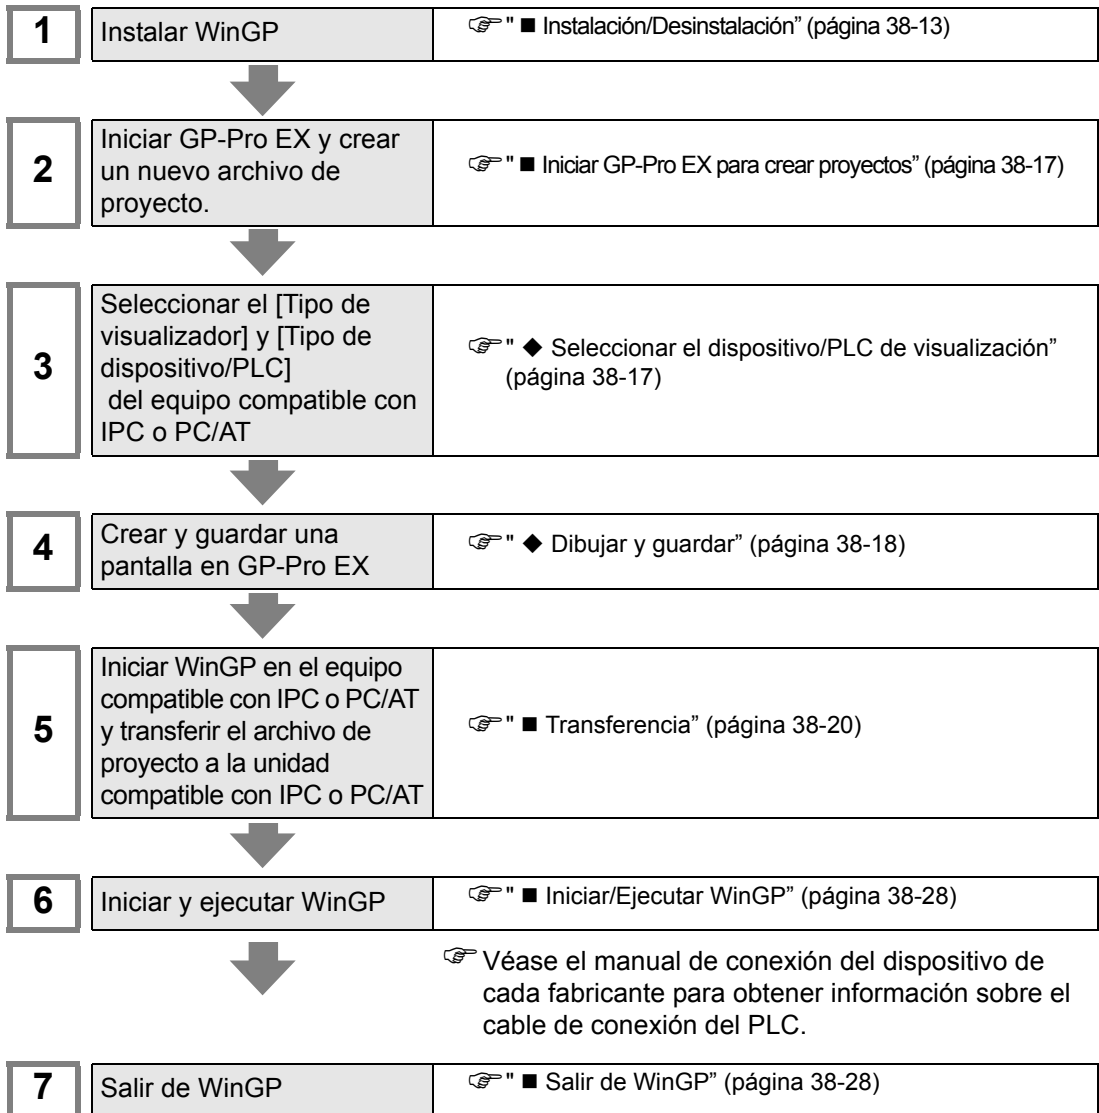 1
Instalar WinGP
☞ " ■ Instalación/Desinstalación” (página 38-13)
2
Iniciar GP-Pro EX y crear
un nuevo archivo de
proyecto.
☞ " ■ Iniciar GP-Pro EX para crear proyectos” (página 38-17)
3
Seleccionar el [Tipo de
visualizador] y [Tipo de
dispositivo/PLC]
del equipo compatible con
IPC o PC/AT
☞ " ◆ Seleccionar el dispositivo/PLC de visualización”
(página 38-17)
4
Crear y guardar una
pantalla en GP-Pro EX
☞ " ◆ Dibujar y guardar” (página 38-18)
5
Iniciar WinGP en el equipo
compatible con IPC o PC/AT
y transferir el archivo de
proyecto a la unidad
compatible con IPC o PC/AT
☞ " ■ Transferencia” (página 38-20)
6
Iniciar y ejecutar WinGP
☞ " ■ Iniciar/Ejecutar WinGP” (página 38-28)
☞ Véase el manual de conexión del dispositivo de
cada fabricante para obtener información sobre el
cable de conexión del PLC.
7
Salir de WinGP
☞ " ■ Salir de WinGP” (página 38-28)